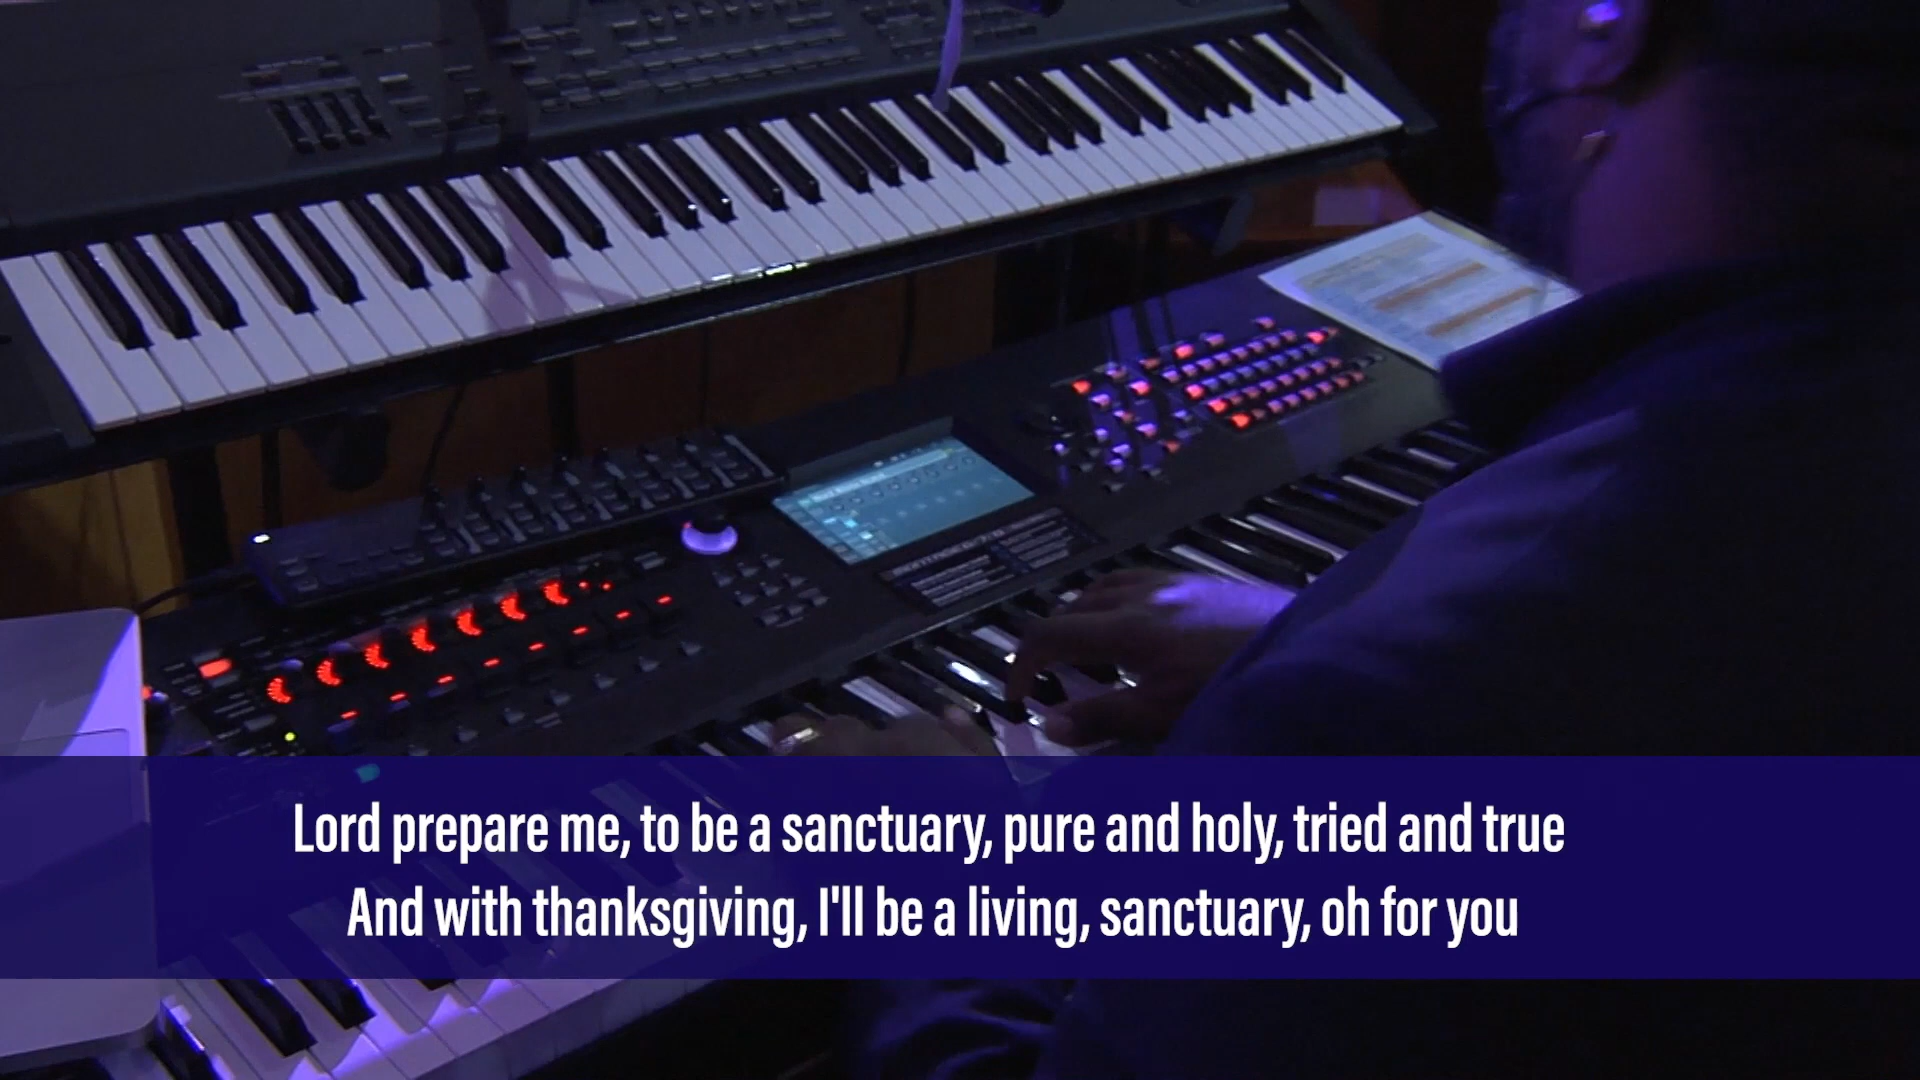 Lord prepare me, to be a sanctuary, pure and holy, tried and true
And with thanksgiving, I'll be a living, sanctuary, oh for you